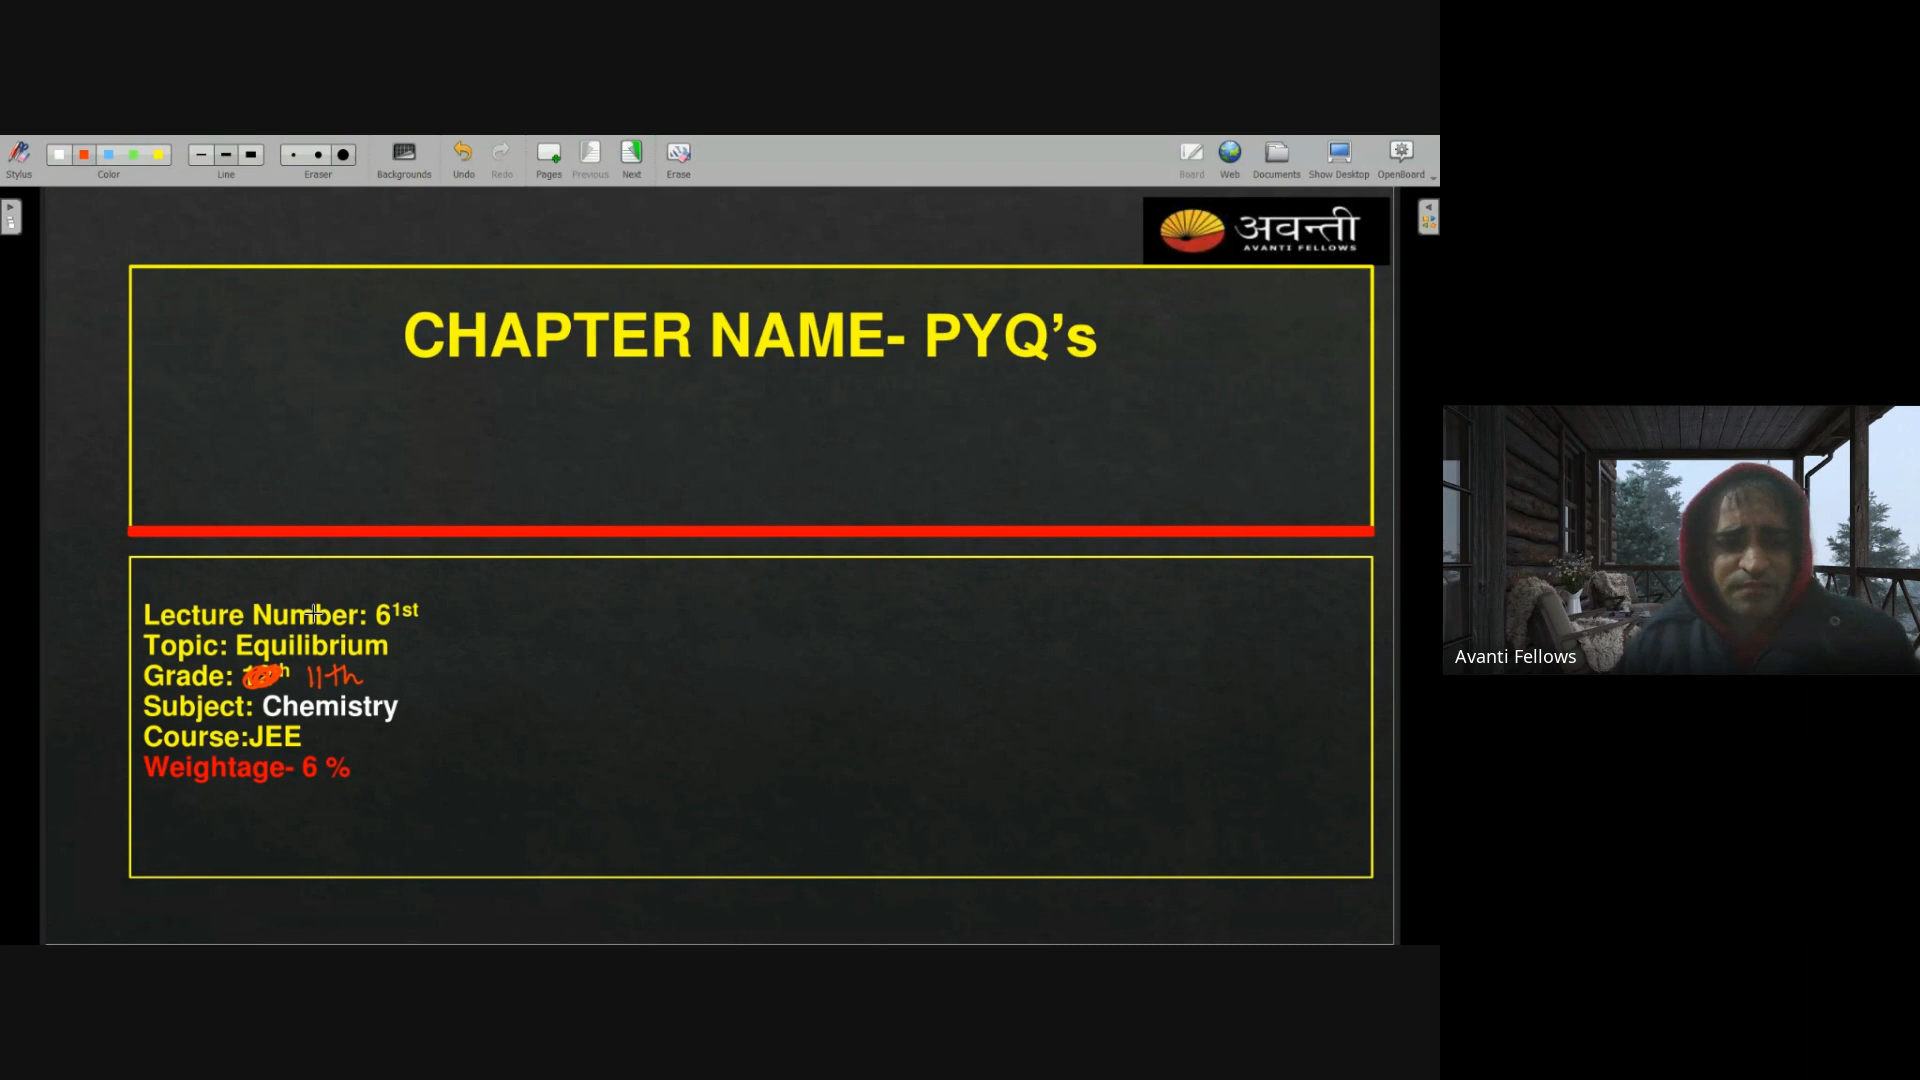 Stylus
Color
Line
Eraser
Backgrounds
Undo
Redo
Pages
Previous
Next
Erase
Board
Web
Documents
Show Desktop
OpenBoard
अवन्ती
AVANTI FELLOWS
CHAPTER NAME- PYQ’s
Lecture Number: 61st
Topic: Equilibrium
Grade: 11th
Subject: Chemistry
Course:JEE
Weightage- 6 %
Avanti Fellows